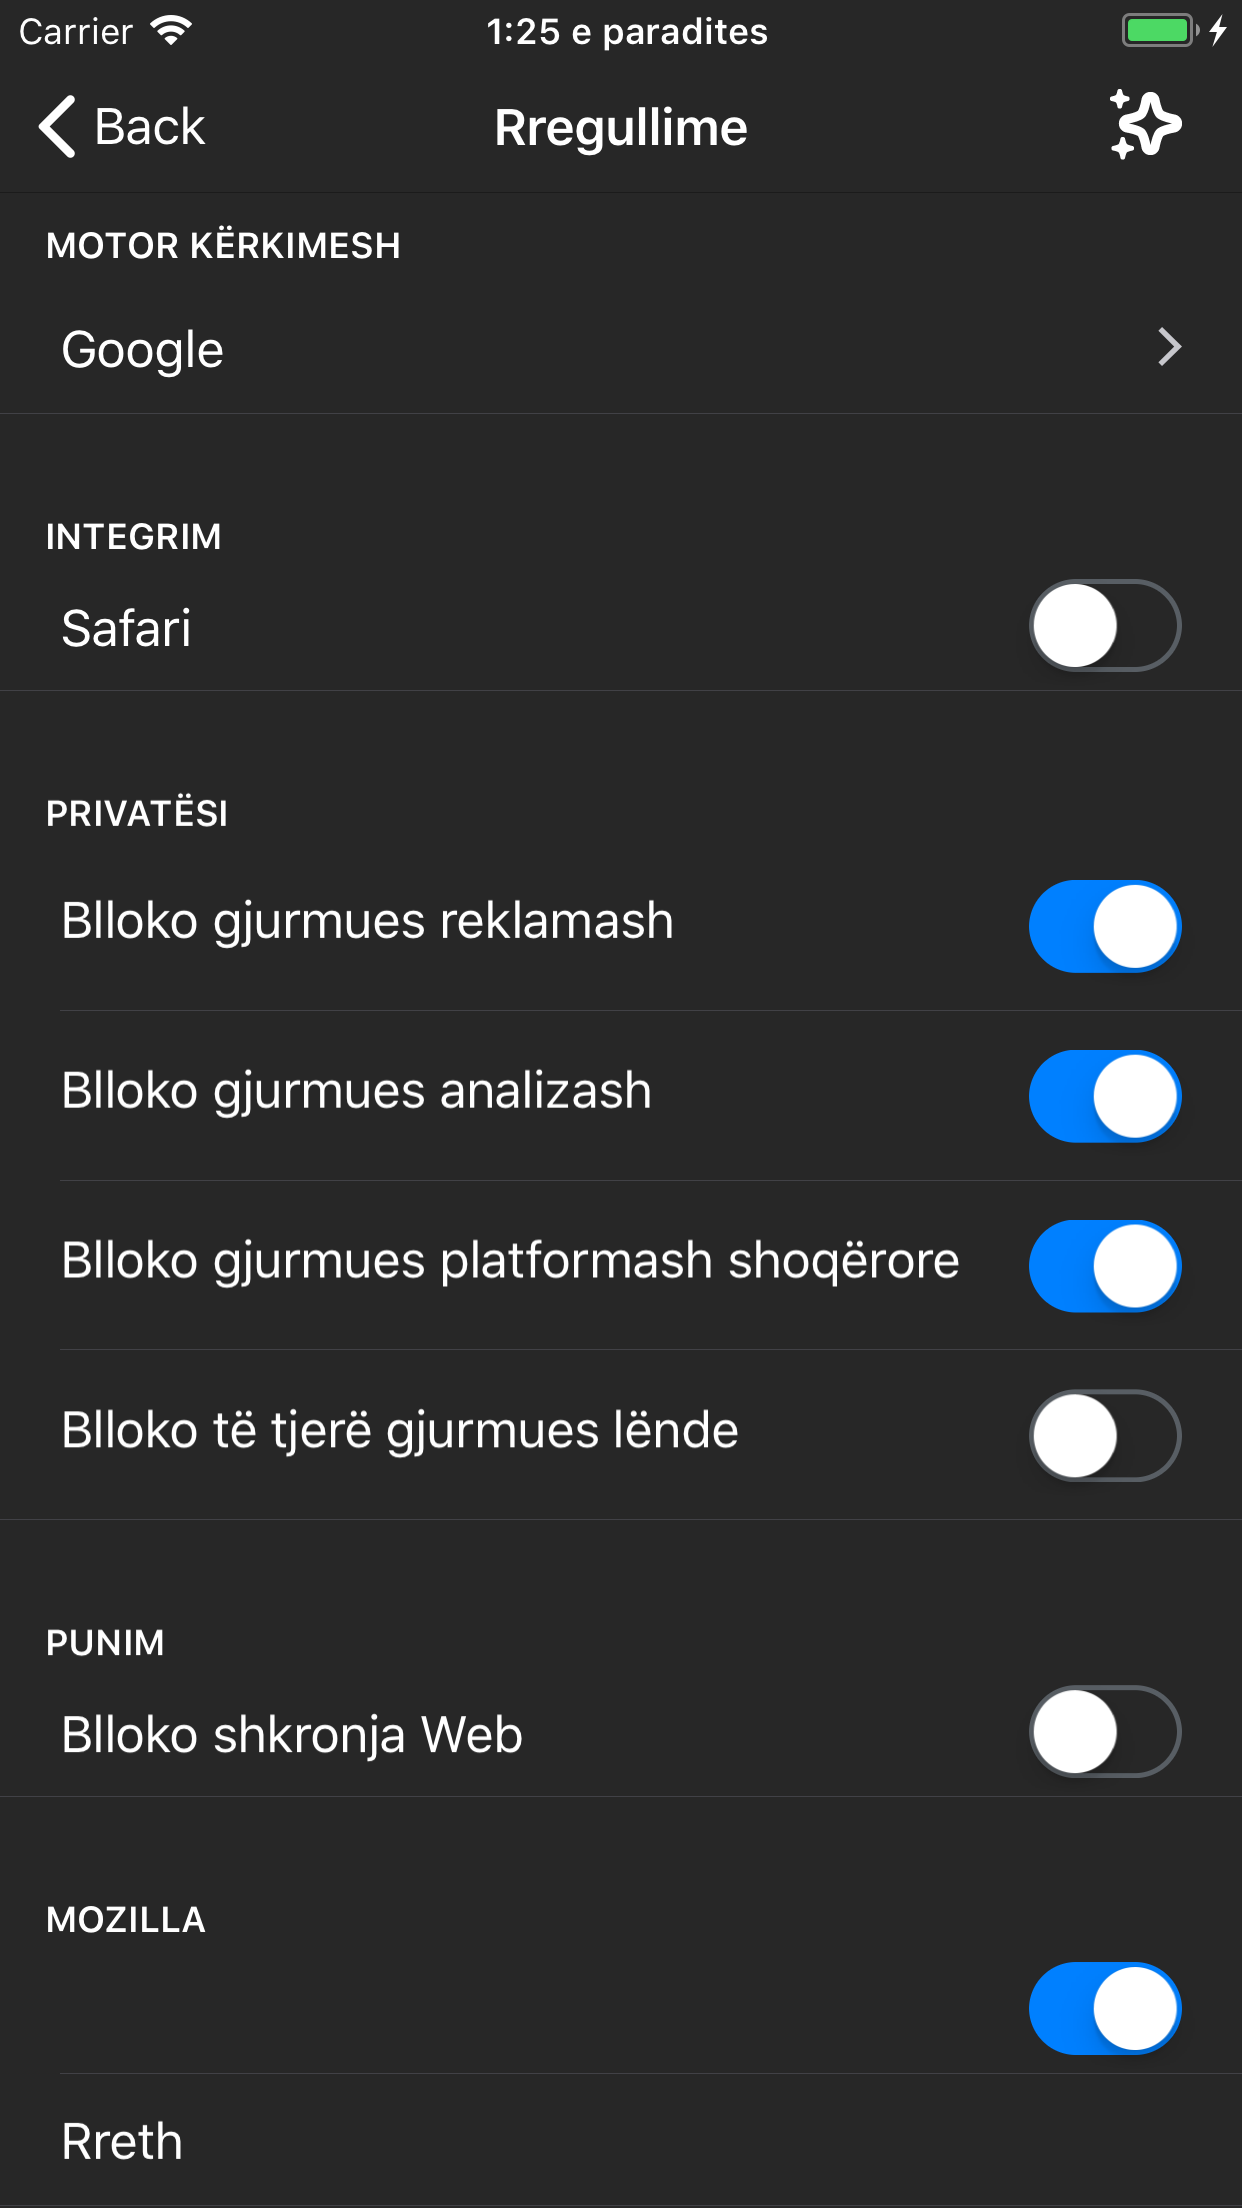 Carrier
1:25 e paradites
Back
Rregullime
MOTOR KËRKIMESH
Google
INTEGRIM
Safari
PRIVATËSI
Blloko gjurmues reklamash
Blloko gjurmues analizash
Blloko gjurmues platformash shoqërore
Blloko të tjerë gjurmues lënde
PUNIM
Blloko shkronja Web
MOZILLA
Rreth